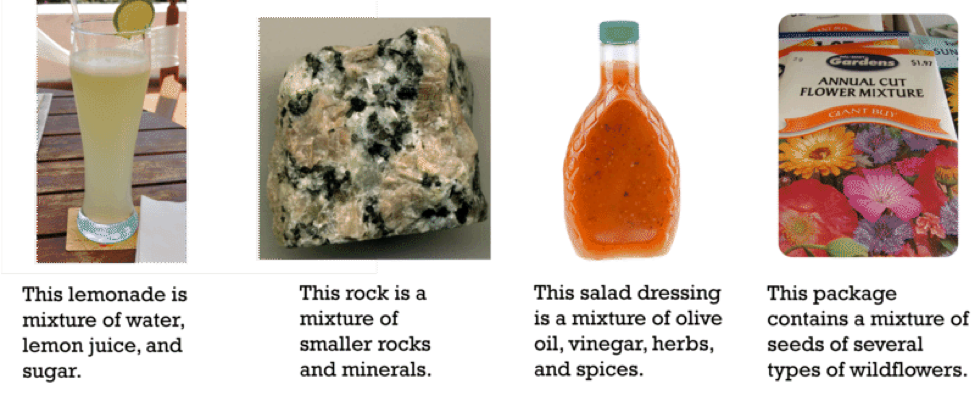 Gardens
$1.97
ANNUAL CUT
FLOWER MIXTURE
GIANT BUY
This lemonade is
mixture of water,
lemon juice, and
sugar.
This rock is a
mixture of
smaller rocks
and minerals.
This salad dressing
is a mixture of olive
oil, vinegar, herbs,
and spices.
This package
contains a mixture of
seeds of several
types of wildflowers.